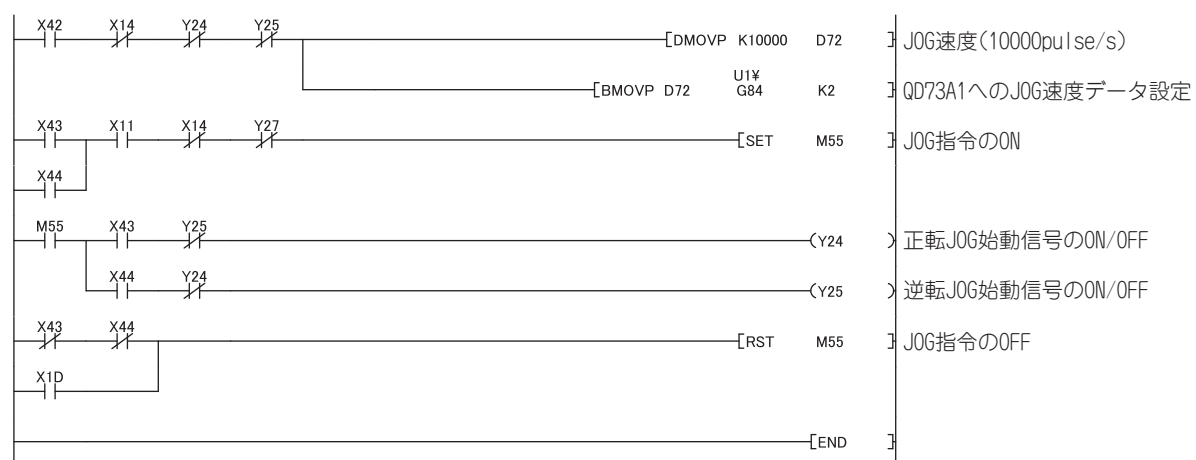 X42 X14 Y24 Y25
[DMOVP K10000 D72 ] JOG速度(10000pulse/s)
U1¥
[BMOVP D72 G84 K2 ] QD73A1へのJOG速度データ設定
X43 X11 X14 Y27
[SET M55 ] JOG指令のON
X44
M55 X43 Y25
(Y24 ) 正転JOG始動信号のON/OFF
X44 Y24
(Y25 ) 逆転JOG始動信号のON/OFF
X43 X44
[RST M55 ] JOG指令のOFF
X1D
[END ]